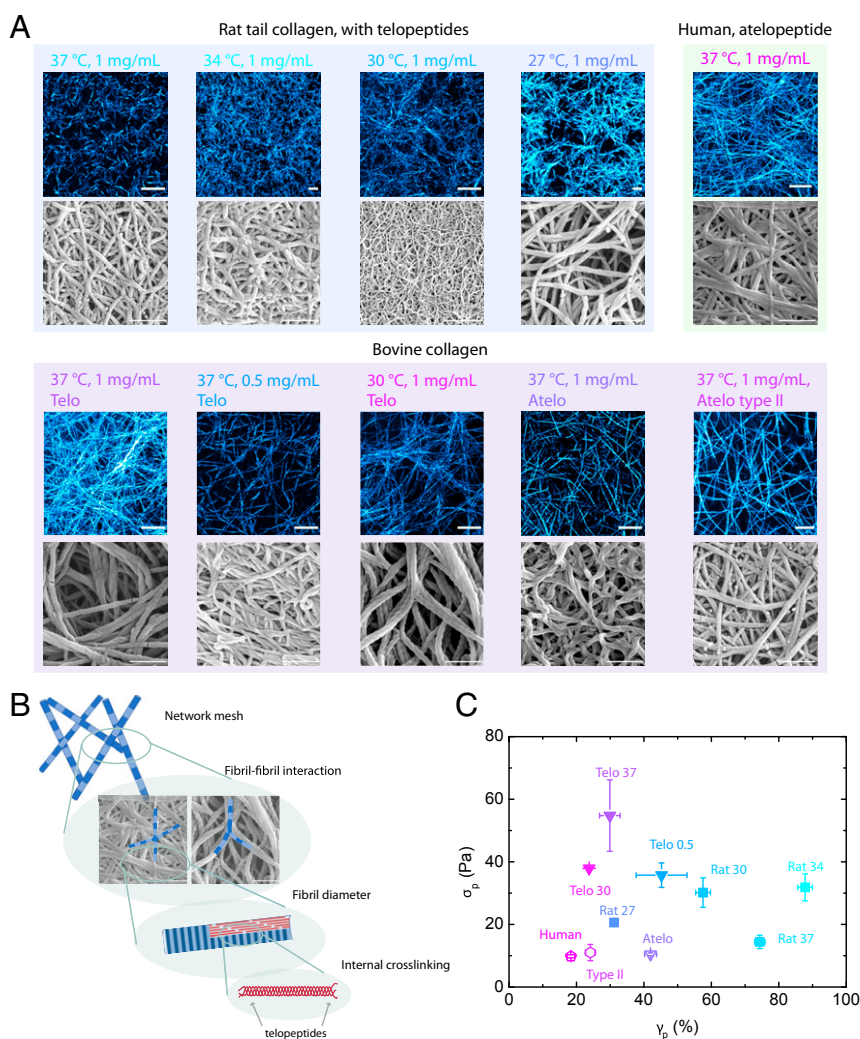 A
Rat tail collagen, with telopeptides
Human, atelopeptide
37 °C, 1 mg/mL
34 °C, 1 mg/mL
30 °C, 1 mg/mL
27 °C, 1 mg/mL
37 °C, 1 mg/mL
Bovine collagen
37 °C, 1 mg/mL
Telo
37 °C, 0.5 mg/mL
Telo
30 °C, 1 mg/mL
Telo
37 °C, 1 mg/mL
Atelo
37 °C, 1 mg/mL,
Atelo type II
B
Network mesh
Fibril-fibril interaction
Fibril diameter
Internal crosslinking
telopeptides
C
80
60
40
20
0
σp (Pa)
Telo 37
Telo 0.5
Rat 30
Rat 34
Telo 30
Rat 27
Human
Type II
Atelo
Rat 37
0 20 40 60 80 100
γp (%)